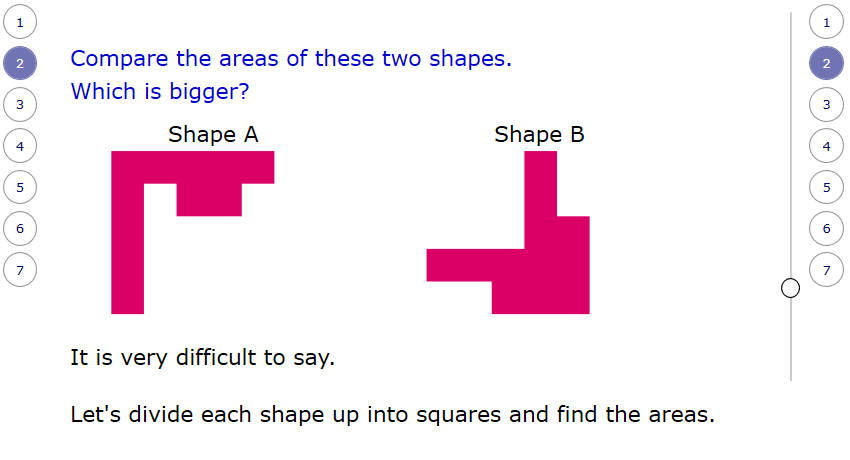 1
2
3
4
5
6
7
Compare the areas of these two shapes.
Which is bigger?
Shape A
Shape B
It is very difficult to say.
Let's divide each shape up into squares and find the areas.
1
2
3
4
5
6
7